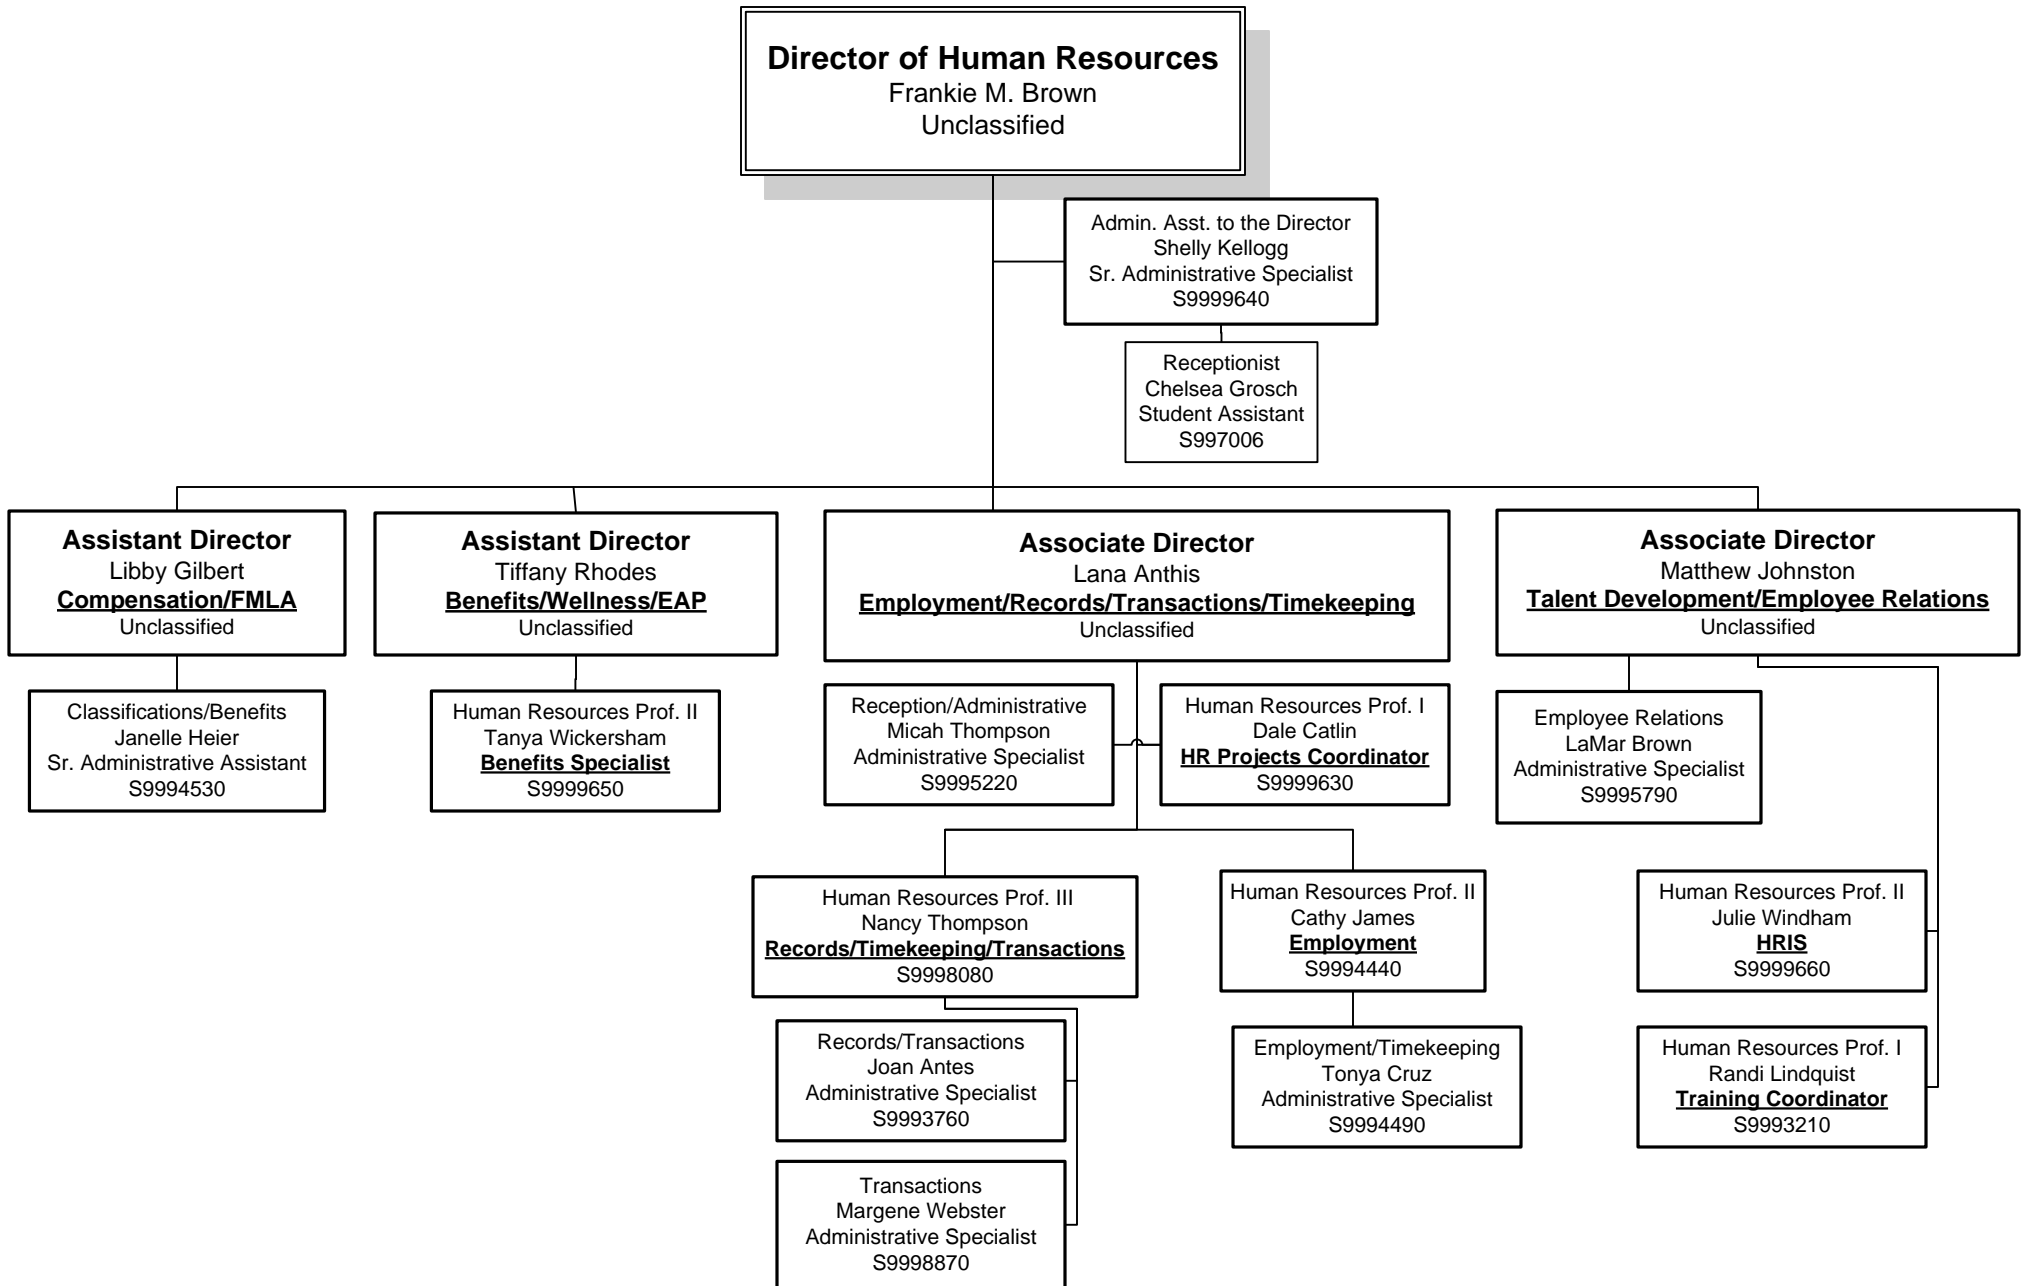 Director of Human Resources
Frankie M. Brown
Unclassified
Admin. Asst. to the Director
Shelly Kellogg
Sr. Administrative Specialist
S9999640
Receptionist
Chelsea Grosch
Student Assistant
S997006
Assistant Director
Libby Gilbert
Compensation/FMLA
Unclassified
Assistant Director
Tiffany Rhodes
Benefits/Wellness/EAP
Unclassified
Associate Director
Lana Anthis
Employment/Records/Transactions/Timekeeping
Unclassified
Associate Director
Matthew Johnston
Talent Development/Employee Relations
Unclassified
Classifications/Benefits
Janelle Heier
Sr. Administrative Assistant
S9994530
Human Resources Prof. II
Tanya Wickersham
Benefits Specialist
S9999650
Reception/Administrative
Micah Thompson
Administrative Specialist
S9995220
Human Resources Prof. I
Dale Catlin
HR Projects Coordinator
S9999630
Employee Relations
LaMar Brown
Administrative Specialist
S9995790
Human Resources Prof. III
Nancy Thompson
Records/Timekeeping/Transactions
S9998080
Human Resources Prof. II
Cathy James
Employment
S9994440
Human Resources Prof. II
Julie Windham
HRIS
S9999660
Records/Transactions
Joan Antes
Administrative Specialist
S9993760
Employment/Timekeeping
Tonya Cruz
Administrative Specialist
S9994490
Human Resources Prof. I
Randi Lindquist
Training Coordinator
S9993210
Transactions
Margene Webster
Administrative Specialist
S9998870